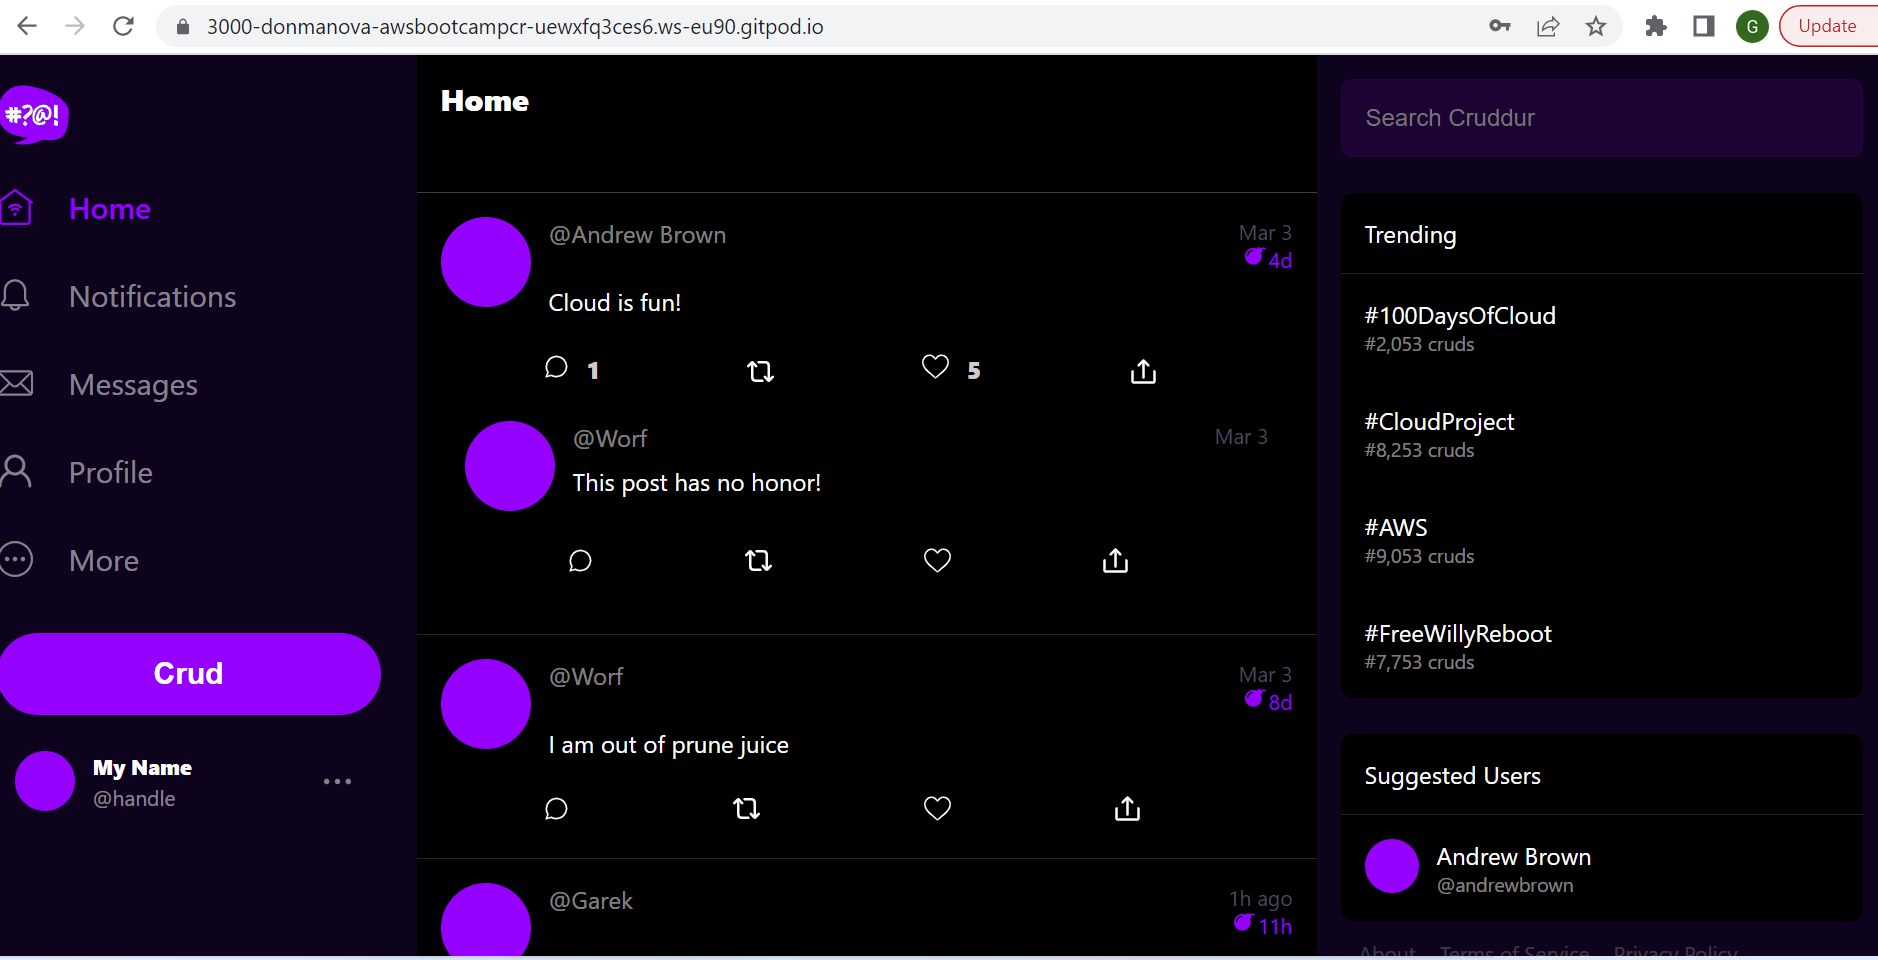 3000-donmanova-awsbootcampcr-uewxfq3ces6.ws-eu90.gitpod.io
G
Update
#?@!
Home
Notifications
Messages
Profile
More
Crud
My Name
@handle
Home
@Andrew Brown
Mar 3
4d
Cloud is fun!
1
5
@Worf
Mar 3
This post has no honor!
@Worf
Mar 3
8d
I am out of prune juice
@Garek
1h ago
11h
Search Cruddur
Trending
#100DaysOfCloud
#2,053 cruds
#CloudProject
#8,253 cruds
#AWS
#9,053 cruds
#FreeWillyReboot
#7,753 cruds
Suggested Users
Andrew Brown
@andrewbrown
About Terms of Service Privacy Policy